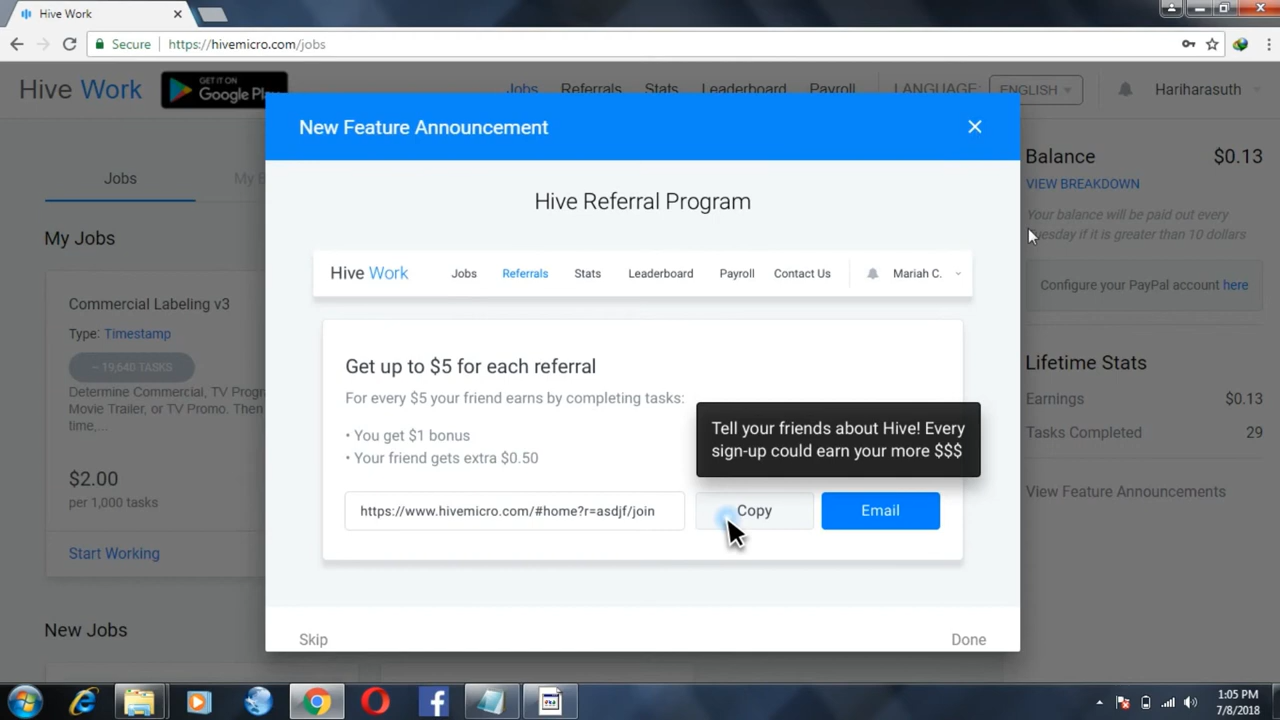 Hive Work
Secure
https://hivemicro.com/jobs
Hive Work
GET IT ON
Google Play
Jobs
Referrals
Stats
Leaderboard
Payroll
LANGUAGE:
ENGLISH
Hariharasuth
Jobs
My
My Jobs
Commercial Labeling v3
Type: Timestamp
~ 19,640 TASKS
Determine Commercial, TV Progr
Movie Trailer, or TV Promo. Then
time,...
$2.00
per 1,000 tasks
Start Working
New Jobs
New Feature Announcement
Hive Referral Program
Hive Work
Jobs
Referrals
Stats
Leaderboard
Payroll
Contact Us
Mariah C.
Get up to $5 for each referral
For every $5 your friend earns by completing tasks:
• You get $1 bonus
• Your friend gets extra $0.50
Tell your friends about Hive! Every
sign-up could earn your more $$$
https://www.hivemicro.com/#home?r=asdjf/join
Copy
Email
Skip
Done
Balance
$0.13
VIEW BREAKDOWN
Your balance will be paid out every
Tuesday if it is greater than 10 dollars
Configure your PayPal account here
Lifetime Stats
Earnings
$0.13
Tasks Completed
29
View Feature Announcements
1:05 PM
7/8/2018